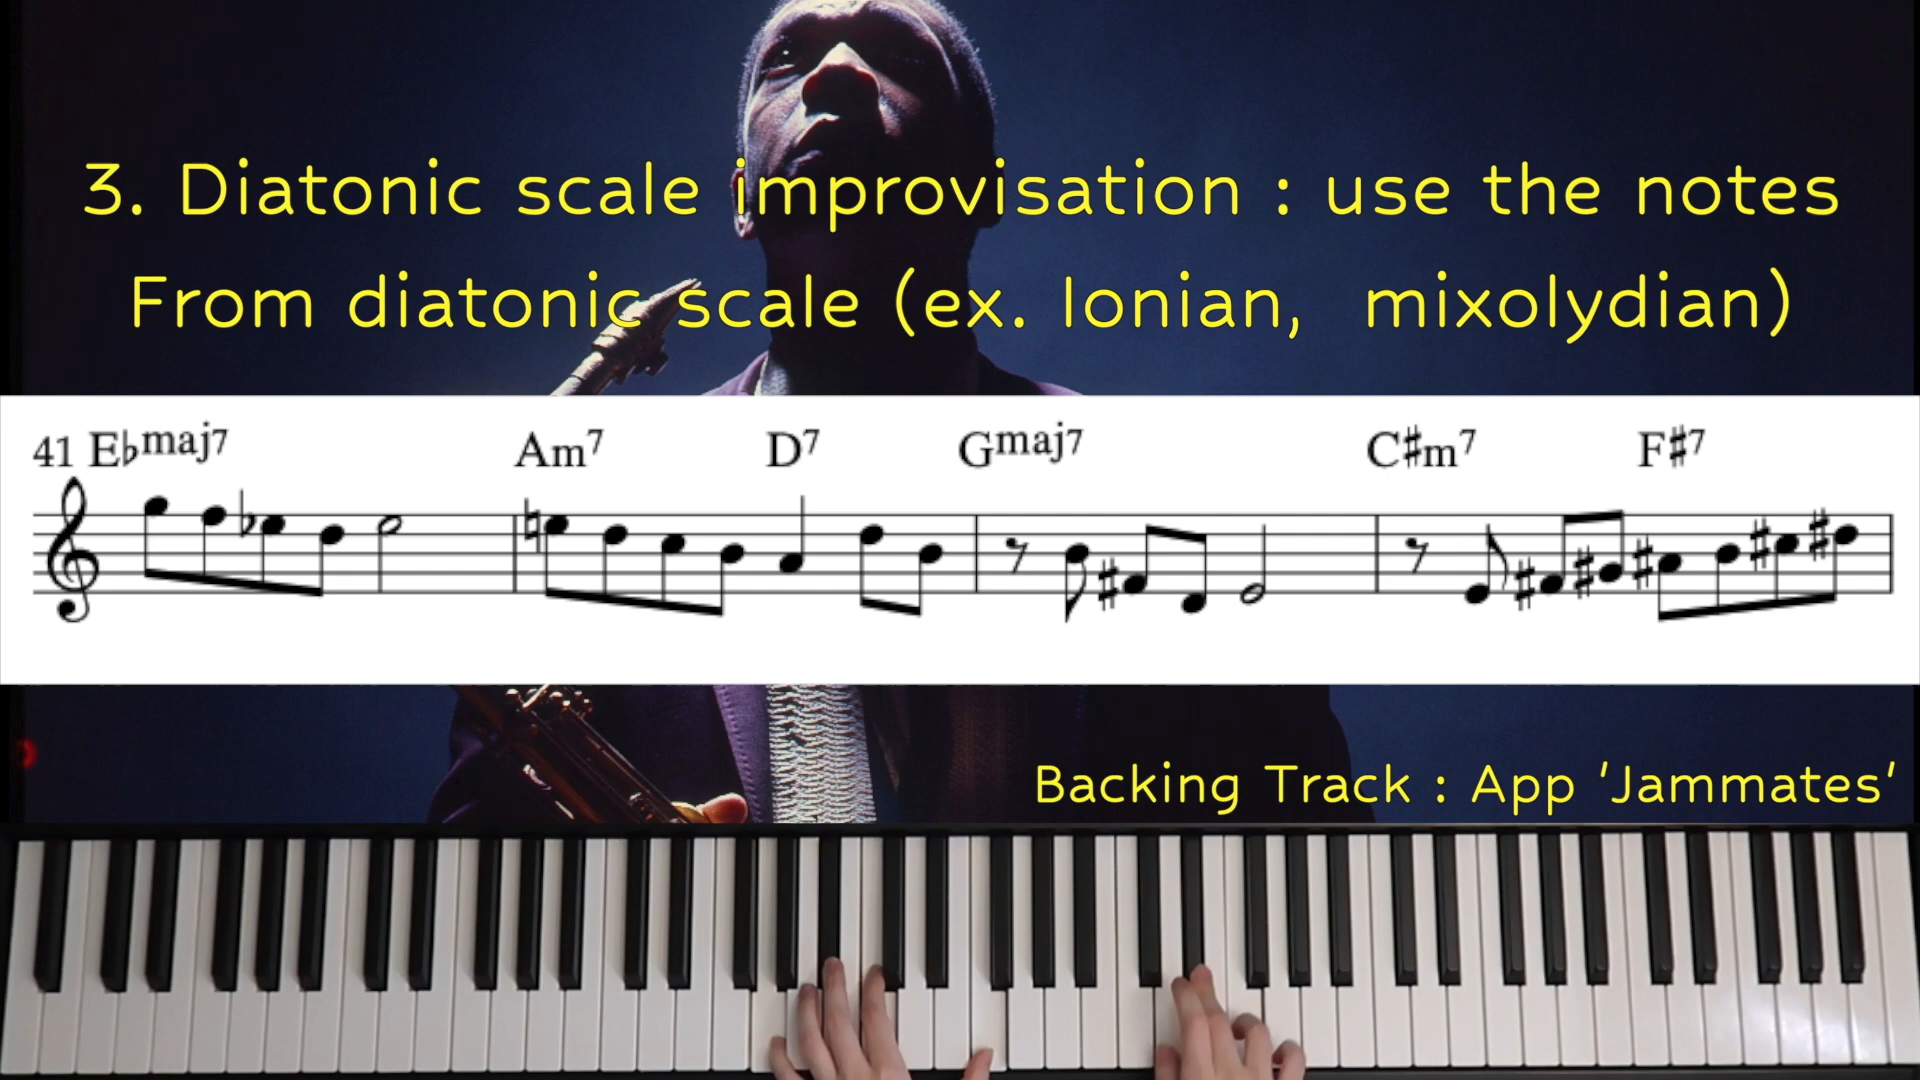 3. Diatonic scale improvisation : use the notes
From diatonic scale (ex. Ionian, mixolydian)
41 E♭maj7 Am7 D7 Gmaj7 C♯m7 F♯7
Backing Track : App 'Jammates'